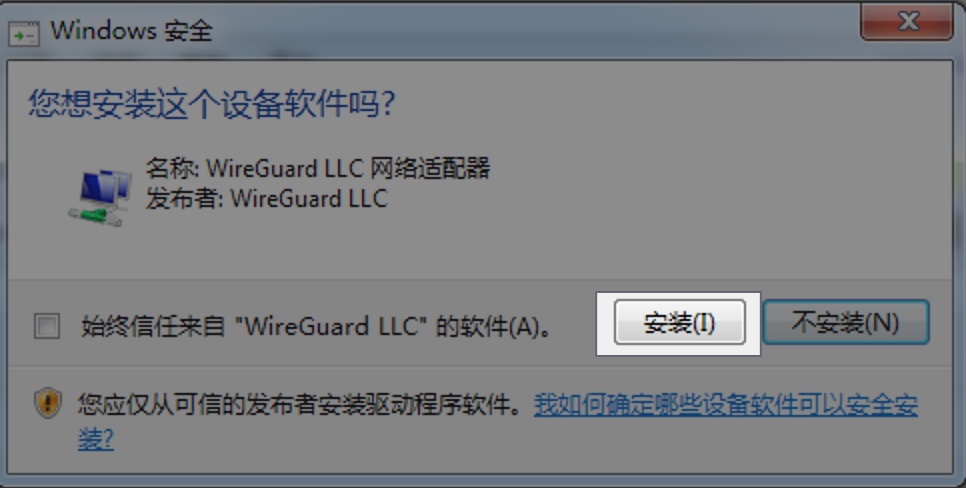 Windows 安全
您想安装这个设备软件吗?
名称: WireGuard LLC 网络适配器
发布者: WireGuard LLC
始终信任来自 "WireGuard LLC" 的软件(A)。
安装(I)
不安装(N)
您应仅从可信的发布者安装驱动程序软件。我如何确定哪些设备软件可以安全安
装?